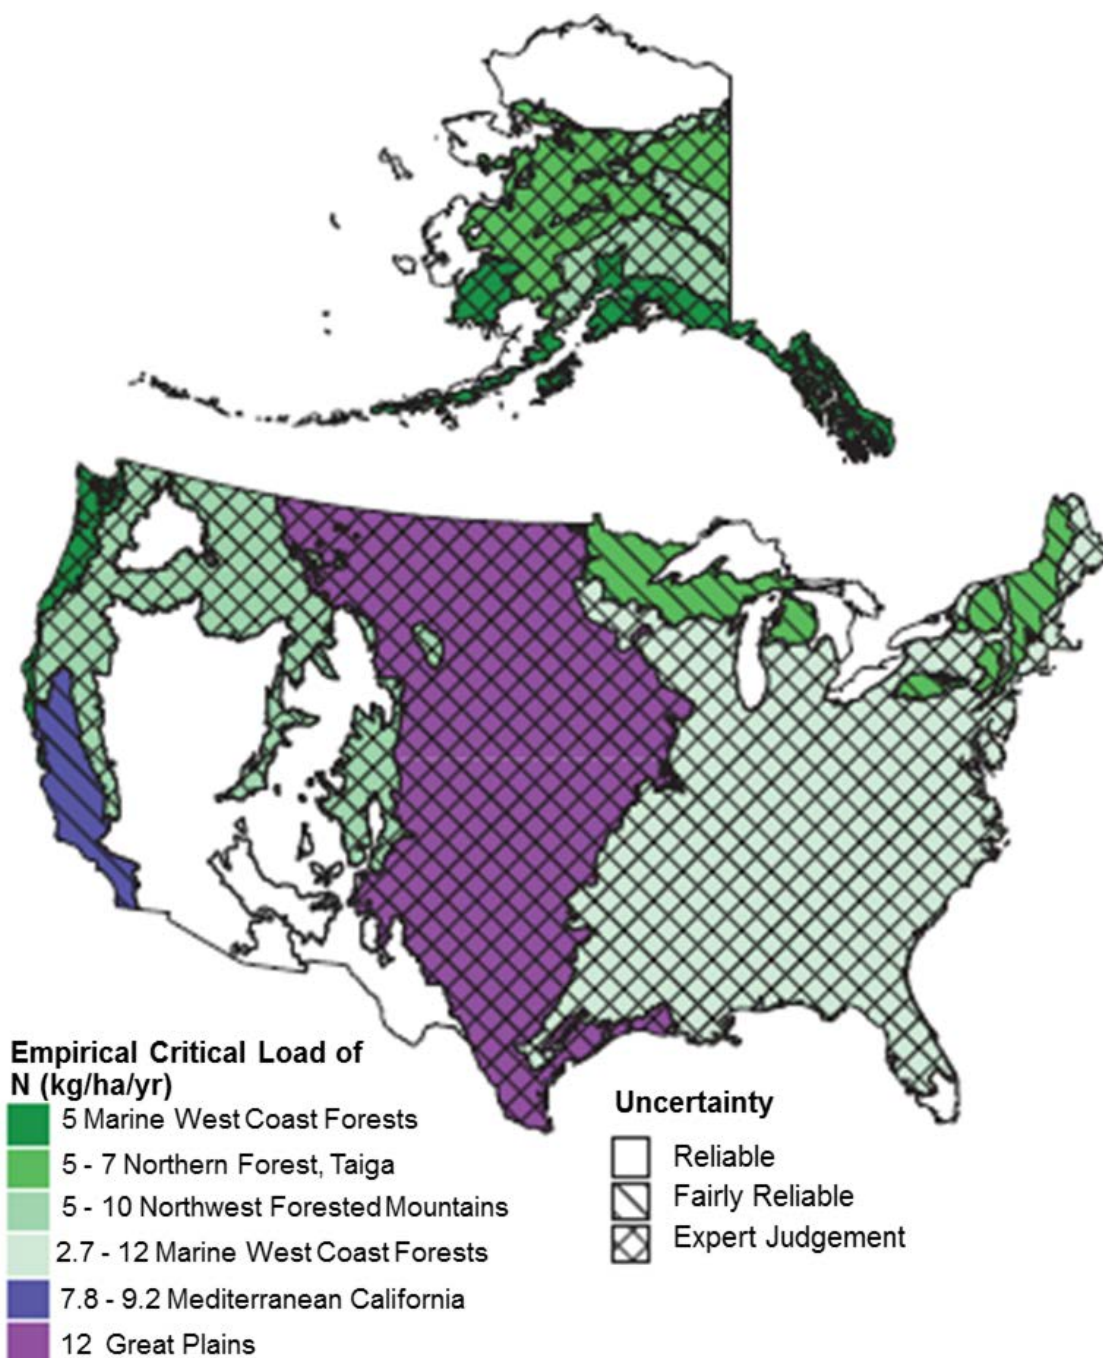 Empirical Critical Load of
N (kg/ha/yr)
5 Marine West Coast Forests
5 - 7 Northern Forest, Taiga
5 - 10 Northwest Forested Mountains
2.7 - 12 Marine West Coast Forests
7.8 - 9.2 Mediterranean California
12 Great Plains
Uncertainty
Reliable
Fairly Reliable
Expert Judgement